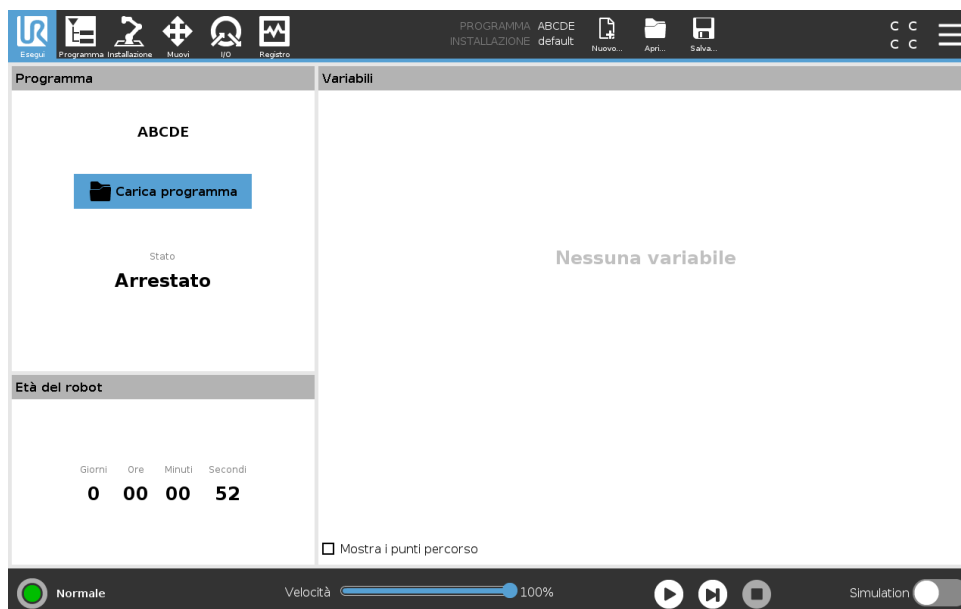 PROGRAMMA ABCDE
INSTALLAZIONE default
C C
C C
Esegui Programma Installazione Muovi I/O Registro Nuovo... Apri... Salva...
Programma
Variabili
ABCDE
Carica programma
Stato
Arrestato
Nessuna variabile
Età del robot
Giorni Ore Minuti Secondi
0 00 00 52
Mostra i punti percorso
Normale Velocità 100% Simulation